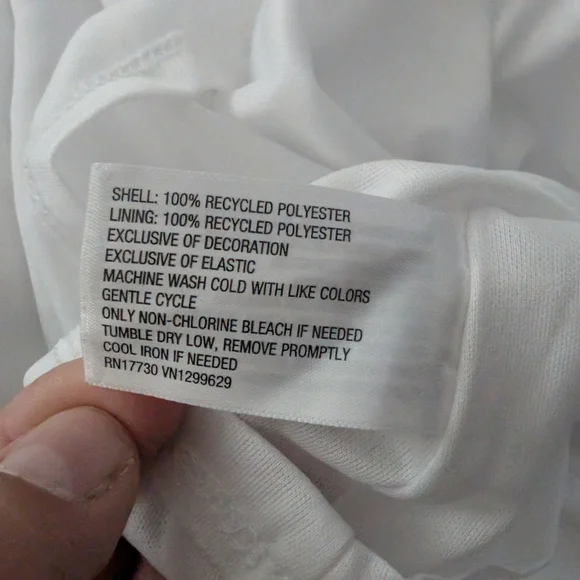 SHELL: 100% RECYCLED POLYESTER
LINING: 100% RECYCLED POLYESTER
EXCLUSIVE OF DECORATION
EXCLUSIVE OF ELASTIC
MACHINE WASH COLD WITH LIKE COLORS
GENTLE CYCLE
ONLY NON-CHLORINE BLEACH IF NEEDED
TUMBLE DRY LOW, REMOVE PROMPTLY
COOL IRON IF NEEDED
RN17730 VN1299629